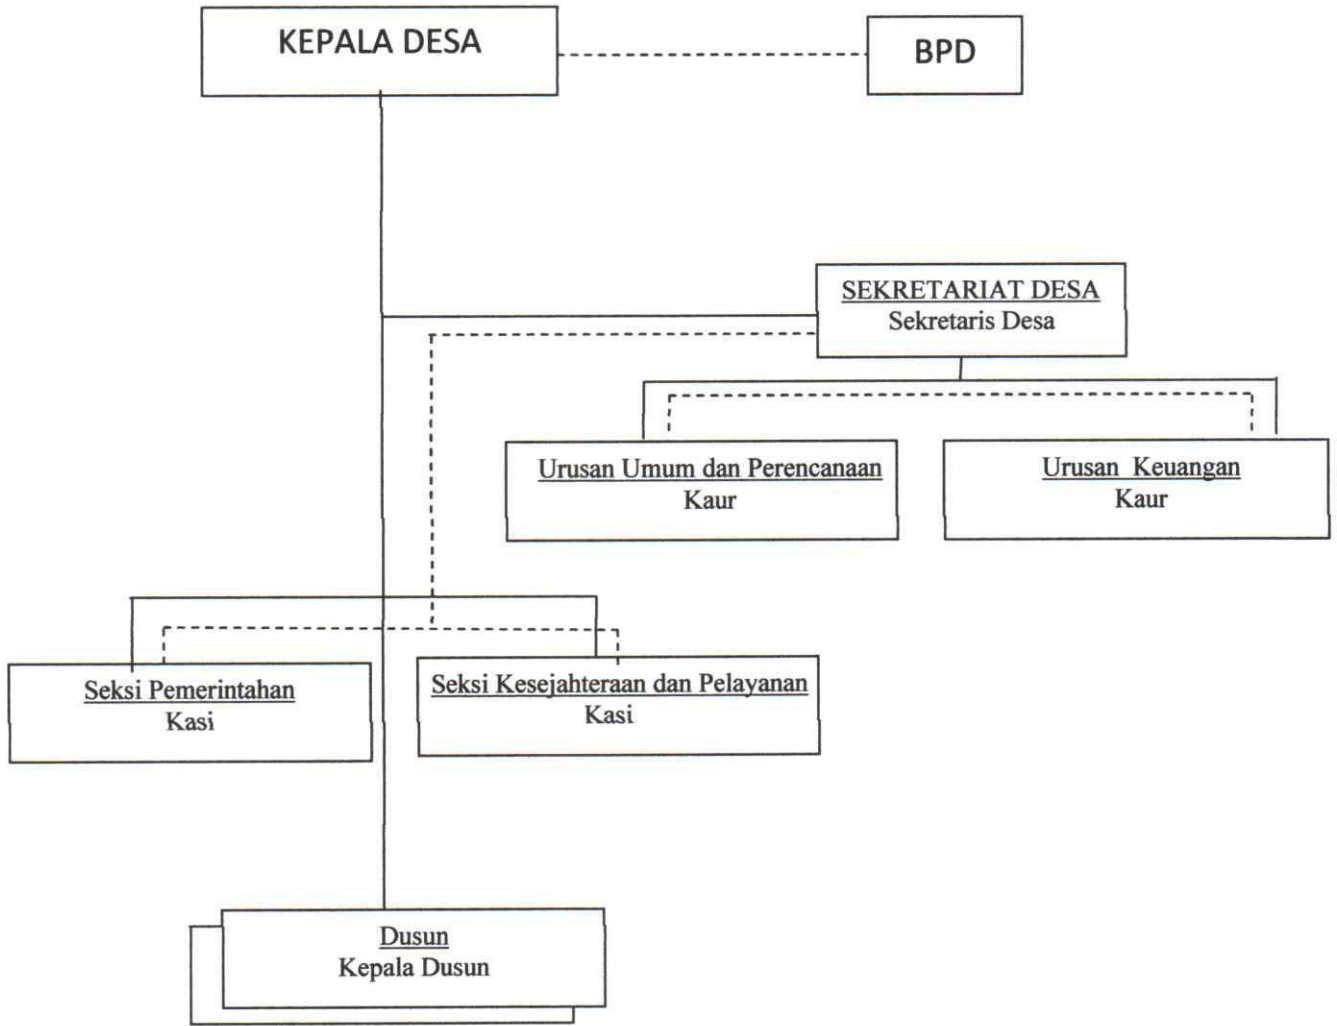 KEPALA DESA
BPD
SEKRETARIAT DESA
Sekretaris Desa
Urusan Umum dan Perencanaan
Kaur
Urusan Keuangan
Kaur
Seksi Pemerintahan
Kasi
Seksi Kesejahteraan dan Pelayanan
Kasi
Dusun
Kepala Dusun